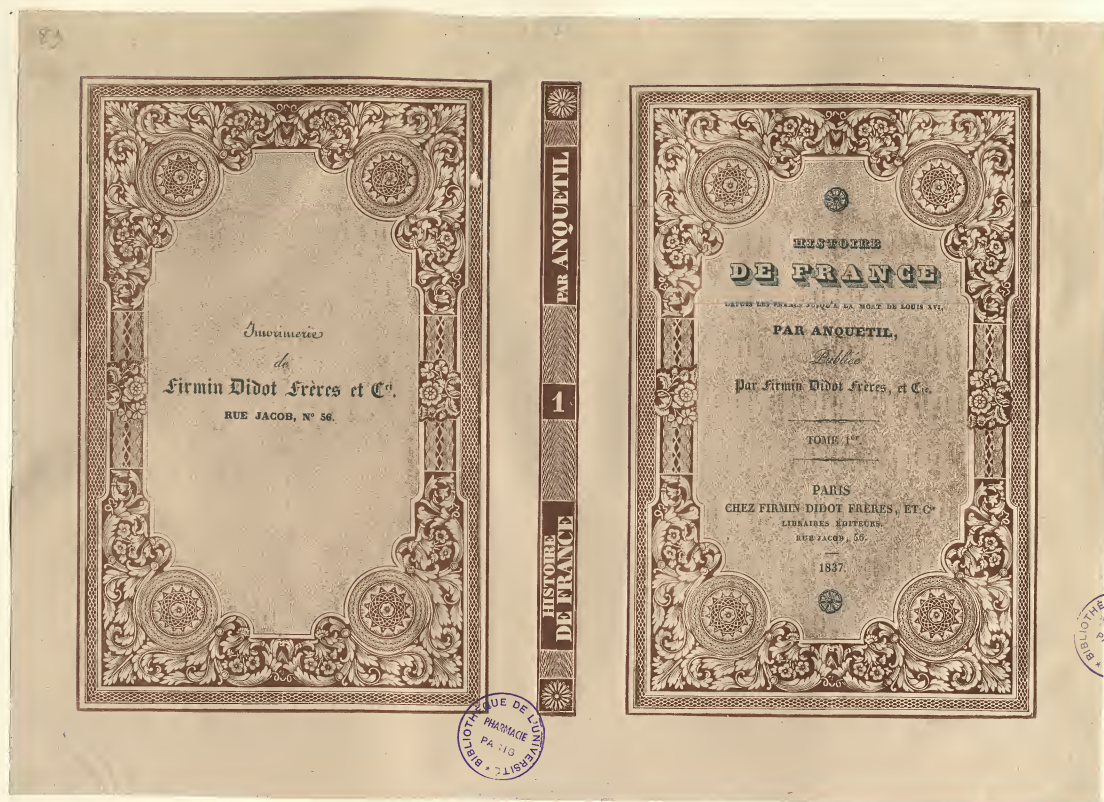 89
Imprimerie
de
Firmin Didot Frères et Cie.
RUE JACOB, N° 56.
PAR ANQUETIL
1
HISTOIRE
DE FRANCE
HISTOIRE
DE FRANCE
DEPUIS LES JUSQU'A LA MORT DE LOUIS XVI,
PAR ANQUETIL,
Publiée
Par Firmin Didot Frères, et Cie.
TOME 1er.
PARIS
CHEZ FIRMIN DIDOT FRÈRES, ET Cie
LIBRAIRES ÉDITEURS.
RUE JACOB, 56.
1837.
BIBLIOTHÈQUE DE L'UNIVERSITÉ
PHARMACIE
PARIS